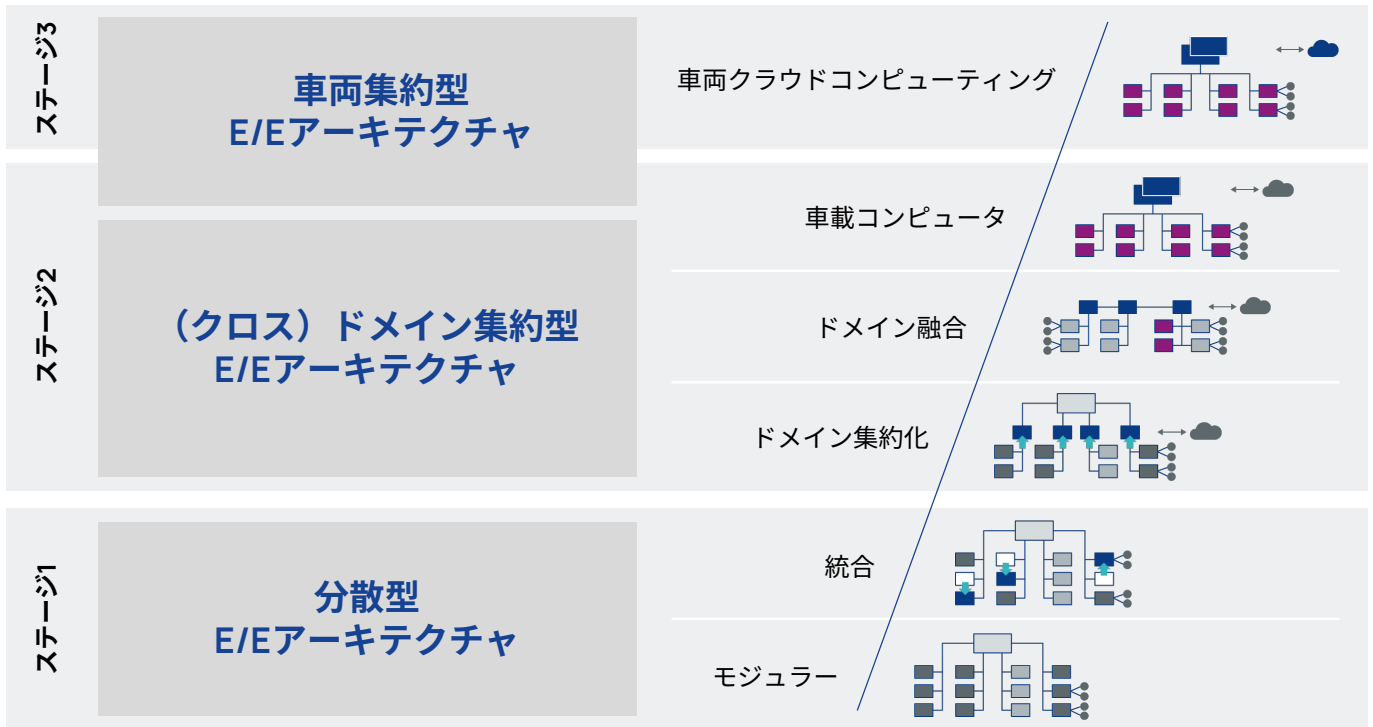 ステージ3
車両集約型
E/Eアーキテクチャ
車両クラウドコンピューティング
ステージ2
（クロス）ドメイン集約型
E/Eアーキテクチャ
車載コンピュータ
ドメイン融合
ドメイン集約化
ステージ1
分散型
E/Eアーキテクチャ
統合
モジュラー